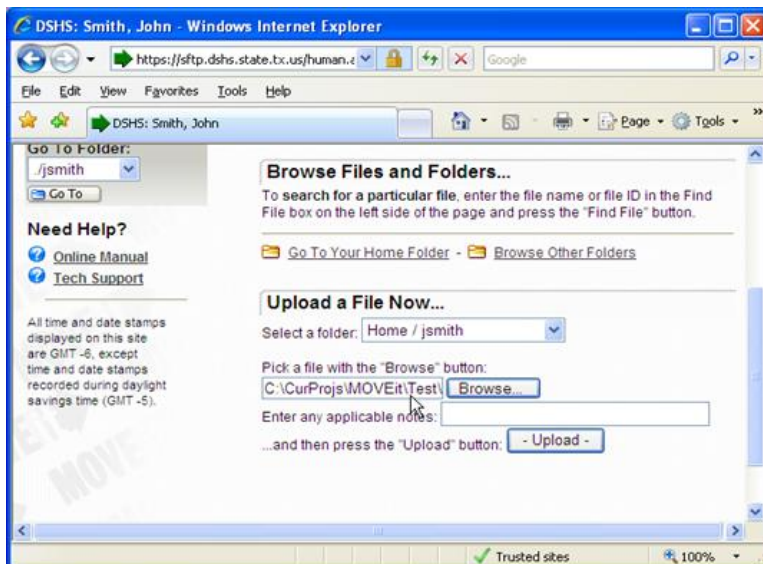 DSHS: Smith, John - Windows Internet Explorer
https://sftp.dshs.state.tx.us/human.a
Google
File Edit View Favorites Tools Help
DSHS: Smith, John
Page Tools »
Go To Folder:
./jsmith
Go To
Need Help?
Online Manual
Tech Support
All time and date stamps
displayed on this site
are GMT -6, except
time and date stamps
recorded during daylight
savings time (GMT -5).
Browse Files and Folders...
To search for a particular file, enter the file name or file ID in the Find
File box on the left side of the page and press the "Find File" button.
Go To Your Home Folder - Browse Other Folders
Upload a File Now...
Select a folder: Home / jsmith
Pick a file with the "Browse" button:
C:\CurProjs\MOVEit\Test\ Browse...
Enter any applicable notes:
...and then press the "Upload" button: - Upload -
MOVE
Trusted sites 100%